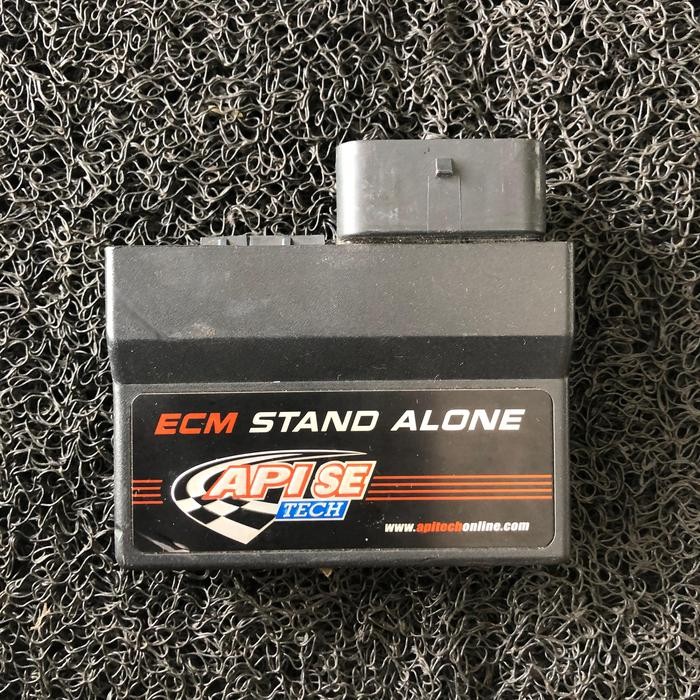 ECM STAND ALONE
API SE
TECH
www.apitechonline.com